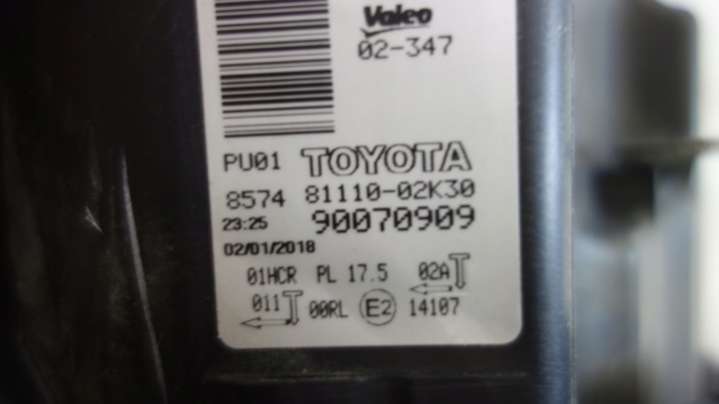 Valeo
02-347
PU01 TOYOTA
8574 81110-02K30
23:25 90070909
02/01/2018
01HCR PL 17.5 02A
011 00RL E2 14107